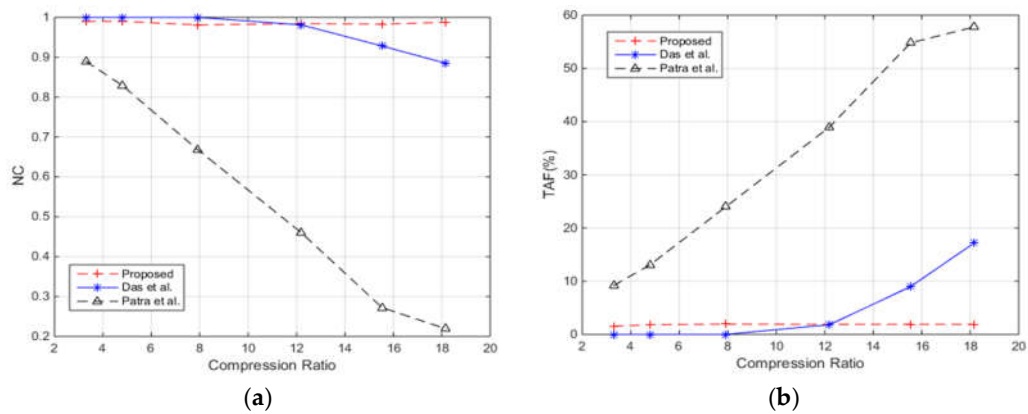 1
0.9
0.8
0.7
0.6
0.5
0.4
0.3
0.2
NC
Proposed
Das et al.
Patra et al.
2 4 6 8 10 12 14 16 18 20
Compression Ratio
(a)
60
50
40
30
20
10
0
TAF(%)
Proposed
Das et al.
Patra et al.
2 4 6 8 10 12 14 16 18 20
Compression Ratio
(b)